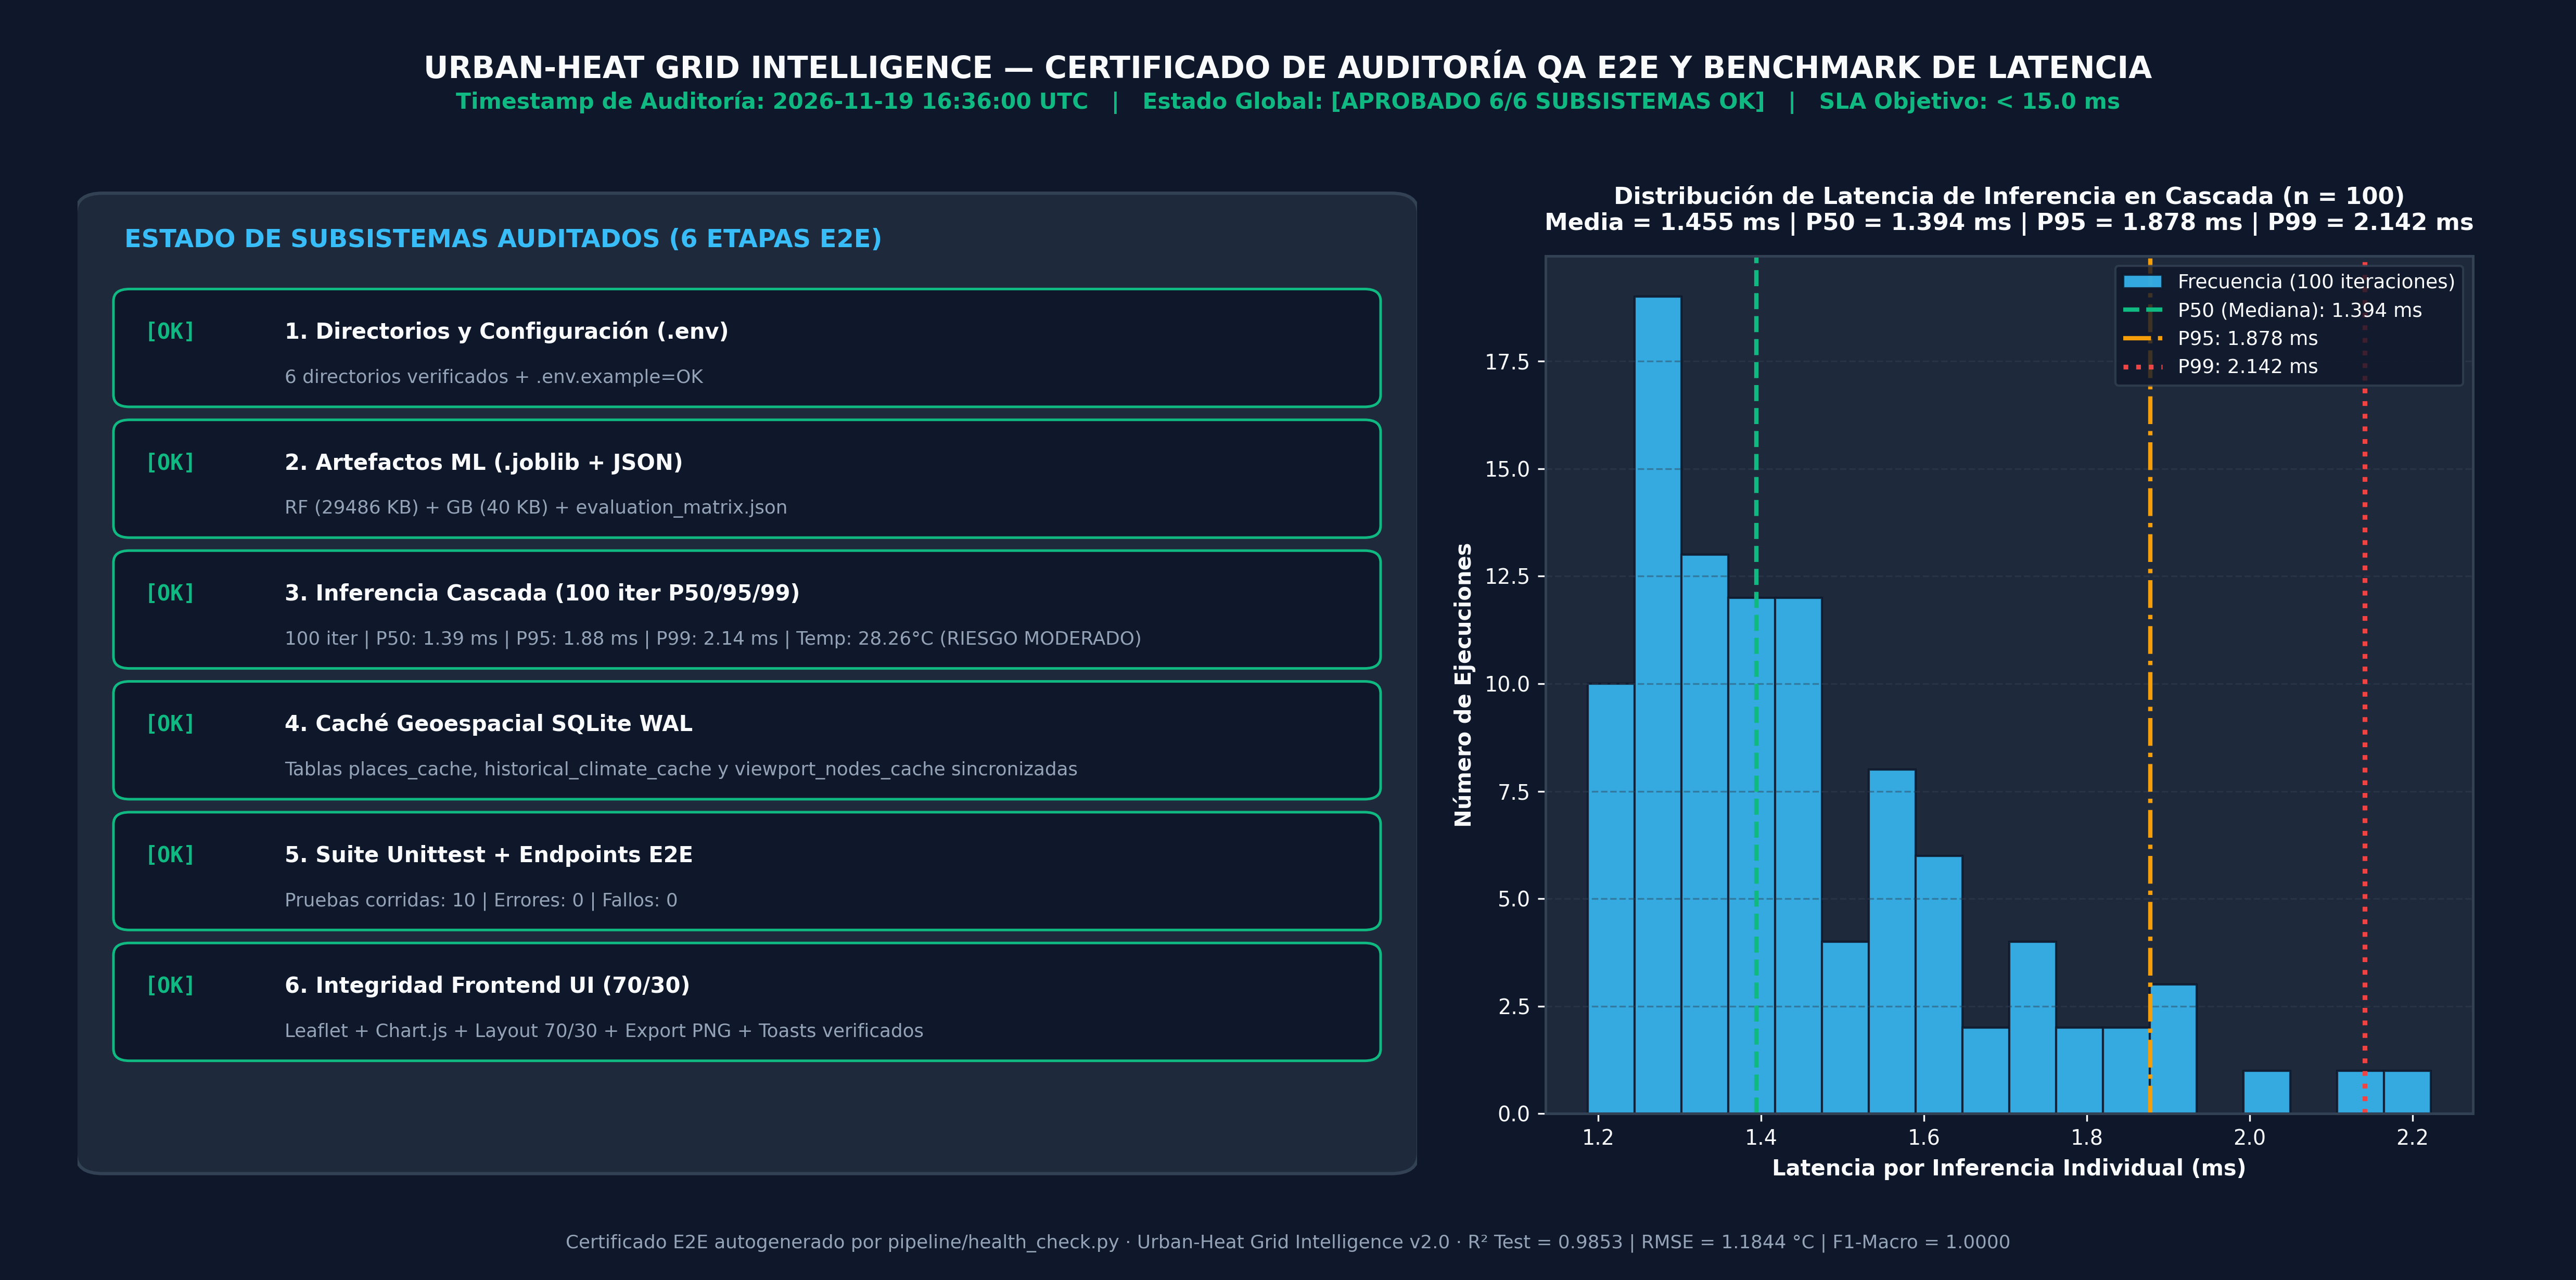 URBAN-HEAT GRID INTELLIGENCE — CERTIFICADO DE AUDITORÍA QA E2E Y BENCHMARK DE LATENCIA
Timestamp de Auditoría: 2026-11-19 16:36:00 UTC | Estado Global: [APROBADO 6/6 SUBSISTEMAS OK] | SLA Objetivo: < 15.0 ms
ESTADO DE SUBSISTEMAS AUDITADOS (6 ETAPAS E2E)
[OK] 1. Directorios y Configuración (.env)
6 directorios verificados + .env.example=OK
[OK] 2. Artefactos ML (.joblib + JSON)
RF (29486 KB) + GB (40 KB) + evaluation_matrix.json
[OK] 3. Inferencia Cascada (100 iter P50/95/99)
100 iter | P50: 1.39 ms | P95: 1.88 ms | P99: 2.14 ms | Temp: 28.26°C (RIESGO MODERADO)
[OK] 4. Caché Geoespacial SQLite WAL
Tablas places_cache, historical_climate_cache y viewport_nodes_cache sincronizadas
[OK] 5. Suite Unittest + Endpoints E2E
Pruebas corridas: 10 | Errores: 0 | Fallos: 0
[OK] 6. Integridad Frontend UI (70/30)
Leaflet + Chart.js + Layout 70/30 + Export PNG + Toasts verificados
Distribución de Latencia de Inferencia en Cascada (n = 100)
Media = 1.455 ms | P50 = 1.394 ms | P95 = 1.878 ms | P99 = 2.142 ms
Frecuencia (100 iteraciones)
P50 (Mediana): 1.394 ms
P95: 1.878 ms
P99: 2.142 ms
Número de Ejecuciones
17.5
15.0
12.5
10.0
7.5
5.0
2.5
0.0
1.2 1.4 1.6 1.8 2.0 2.2
Latencia por Inferencia Individual (ms)
Certificado E2E autogenerado por pipeline/health_check.py · Urban-Heat Grid Intelligence v2.0 · R² Test = 0.9853 | RMSE = 1.1844 °C | F1-Macro = 1.0000